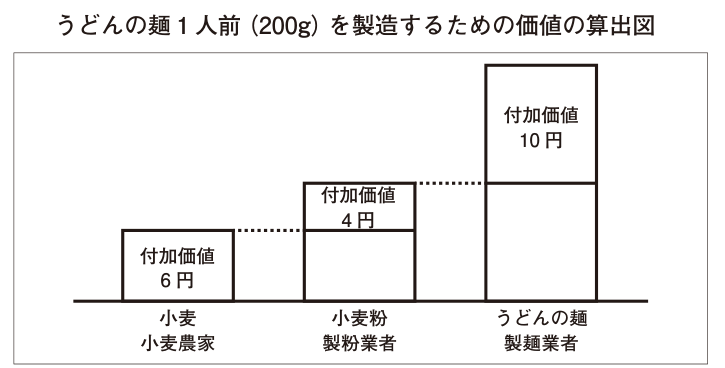 うどんの麺1人前（200g）を製造するための価値の算出図
付加価値
10円
付加価値
4円
付加価値
6円
小麦
小麦農家
小麦粉
製粉業者
うどんの麺
製麺業者